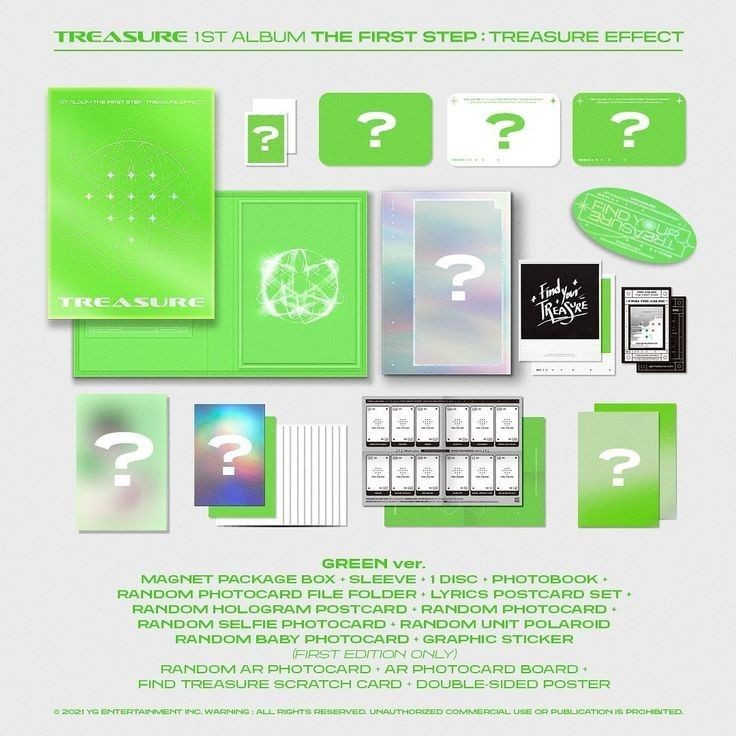 TREASURE 1ST ALBUM THE FIRST STEP : TREASURE EFFECT
1ST ALBUM THE FIRST STEP : TREASURE EFFECT
TREASURE
?
?
?
?
?
Find Your
TREASURE
TREASURE
FIND YOUR
TREASURE
THE FIRST STEP
FIND TREASURE
?
?
?
GREEN ver.
MAGNET PACKAGE BOX + SLEEVE + 1 DISC + PHOTOBOOK +
RANDOM PHOTOCARD FILE FOLDER + LYRICS POSTCARD SET +
RANDOM HOLOGRAM POSTCARD + RANDOM PHOTOCARD +
RANDOM SELFIE PHOTOCARD + RANDOM UNIT POLAROID
RANDOM BABY PHOTOCARD + GRAPHIC STICKER
(FIRST EDITION ONLY)
RANDOM AR PHOTOCARD + AR PHOTOCARD BOARD +
FIND TREASURE SCRATCH CARD + DOUBLE-SIDED POSTER
© 2021 YG ENTERTAINMENT INC. WARNING : ALL RIGHTS RESERVED. UNAUTHORIZED COMMERCIAL USE OR PUBLICATION IS PROHIBITED.